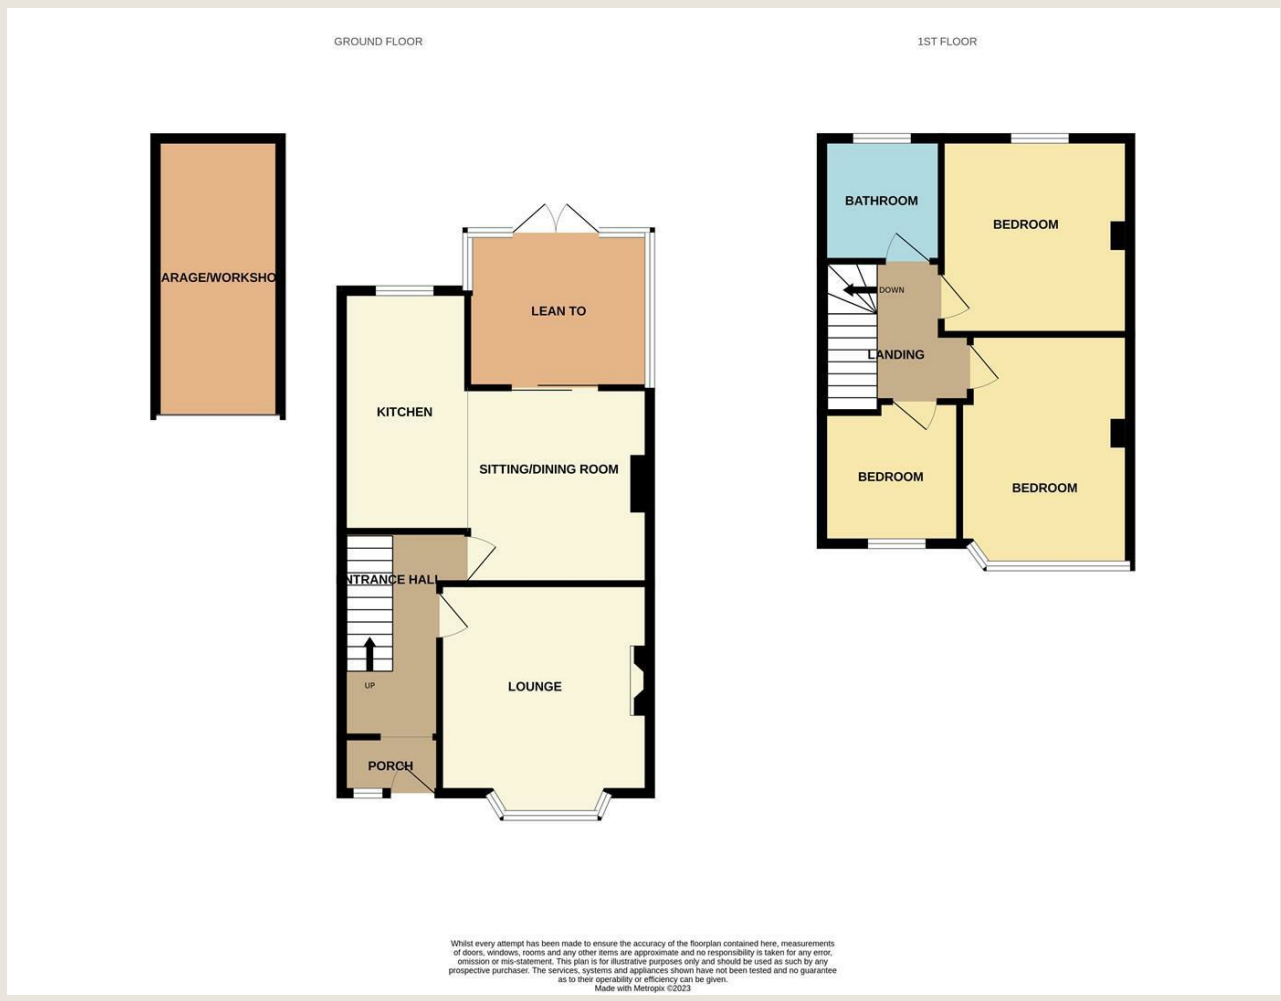 GROUND FLOOR
1ST FLOOR
ARAGE/WORKSHO
LEAN TO
KITCHEN
SITTING/DINING ROOM
NTRANCE HALL
UP
LOUNGE
PORCH
BATHROOM
BEDROOM
DOWN
LANDING
BEDROOM
BEDROOM
Whilst every attempt has been made to ensure the accuracy of the floorplan contained here, measurements
of doors, windows, rooms and any other items are approximate and no responsibility is taken for any error,
omission or mis-statement. This plan is for illustrative purposes only and should be used as such by any
prospective purchaser. The services, systems and appliances shown have not been tested and no guarantee
as to their operability or efficiency can be given.
Made with Metropix ©2023